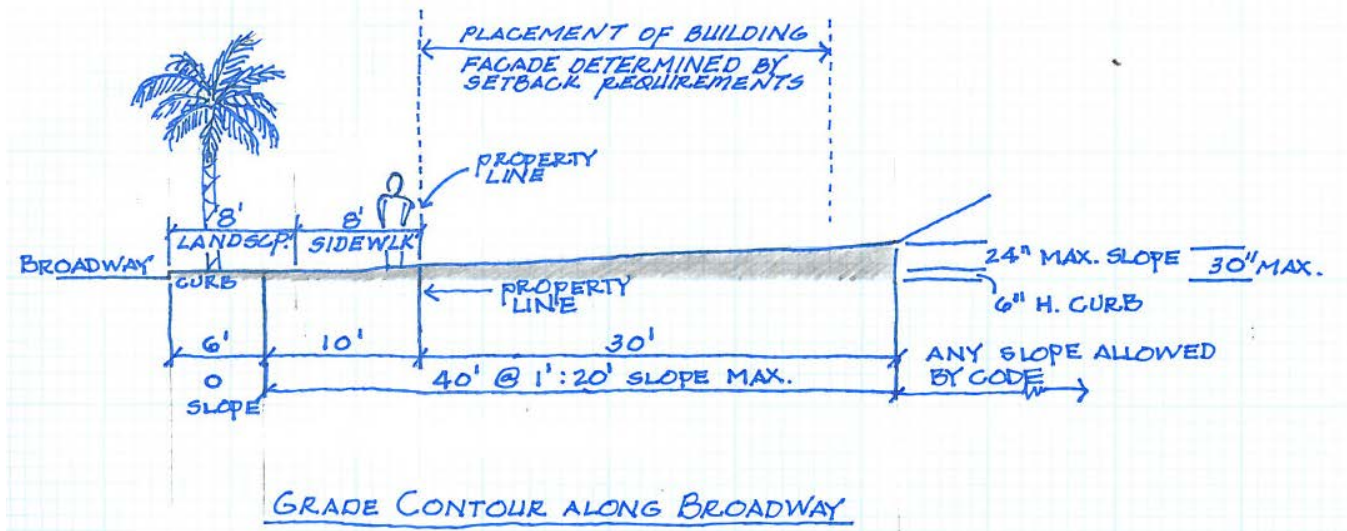 PLACEMENT OF BUILDING
FACADE DETERMINED BY
SETBACK REQUIREMENTS
PROPERTY
LINE
8'
8'
LANDSCP.
SIDEWLK
BROADWAY
CURB
PROPERTY
LINE
24" MAX. SLOPE
30" MAX.
6" H. CURB
6'
10'
30'
0
SLOPE
40' @ 1':20' SLOPE MAX.
ANY SLOPE ALLOWED
BY CODE
GRADE CONTOUR ALONG BROADWAY